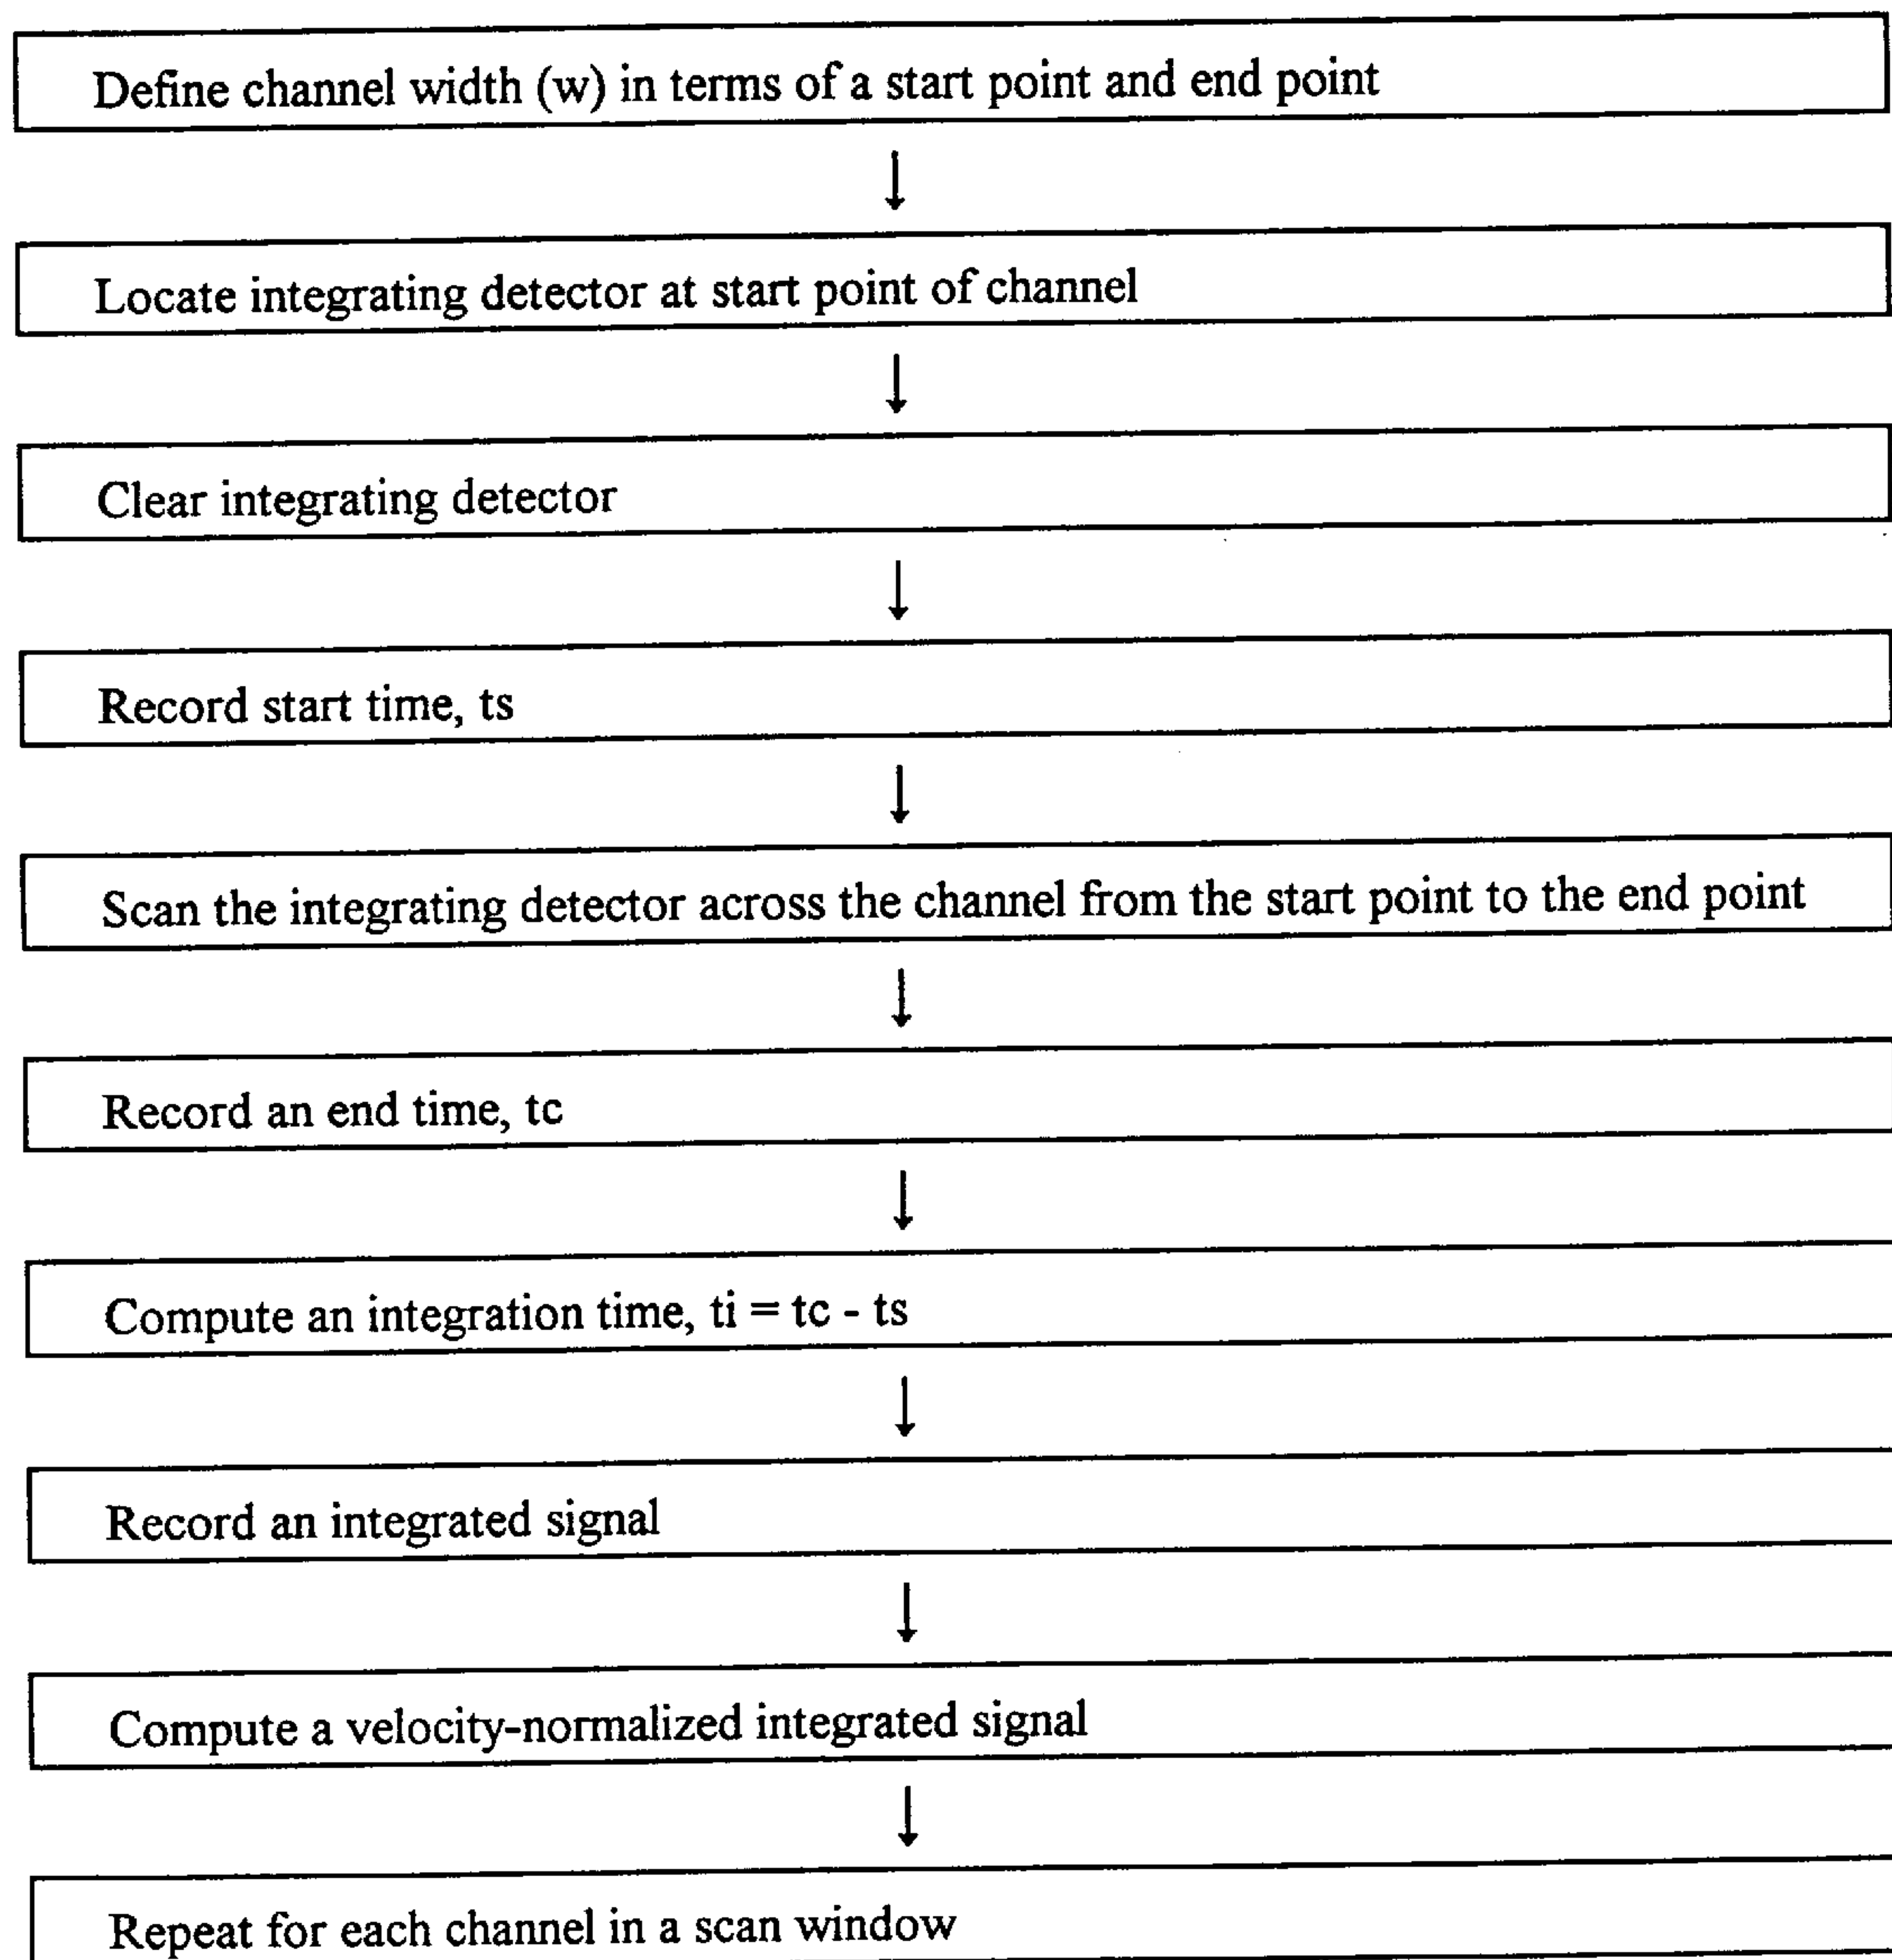 Define channel width (w) in terms of a start point and end point
Locate integrating detector at start point of channel
Clear integrating detector
Record start time, ts
Scan the integrating detector across the channel from the start point to the end point
Record an end time, tc
Compute an integration time, ti = tc - ts
Record an integrated signal
Compute a velocity-normalized integrated signal
Repeat for each channel in a scan window